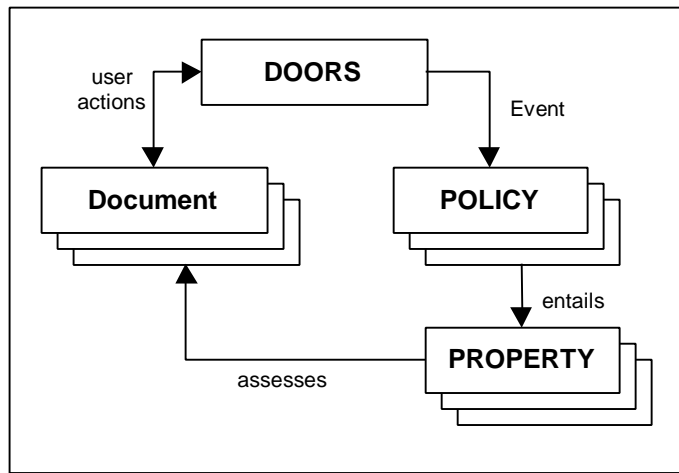 DOORS
user
actions
Event
Document
POLICY
entails
PROPERTY
assesses